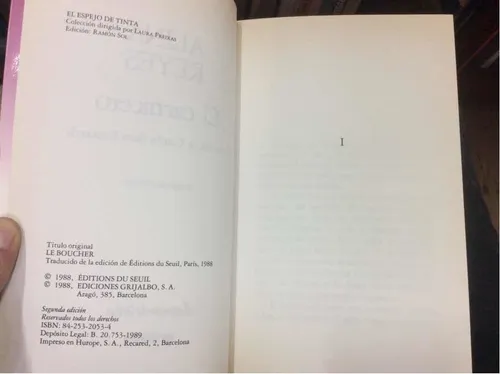 EL ESPEJO DE TINTA
Colección dirigida por LAURA FREIXAS
Edición: RAMON SOL
REYES
I
Título original
LE BOUCHER
Traducido de la edición de Éditions du Seuil, París, 1988
© 1988, ÉDITIONS DU SEUIL
© 1988, EDICIONES GRIJALBO, S. A.
Aragó, 385, Barcelona
Segunda edición
Reservados todos los derechos
ISBN: 84-253-2053-4
Depósito Legal: B. 20.753-1989
Impreso en Hurope, S. A., Recared, 2, Barcelona